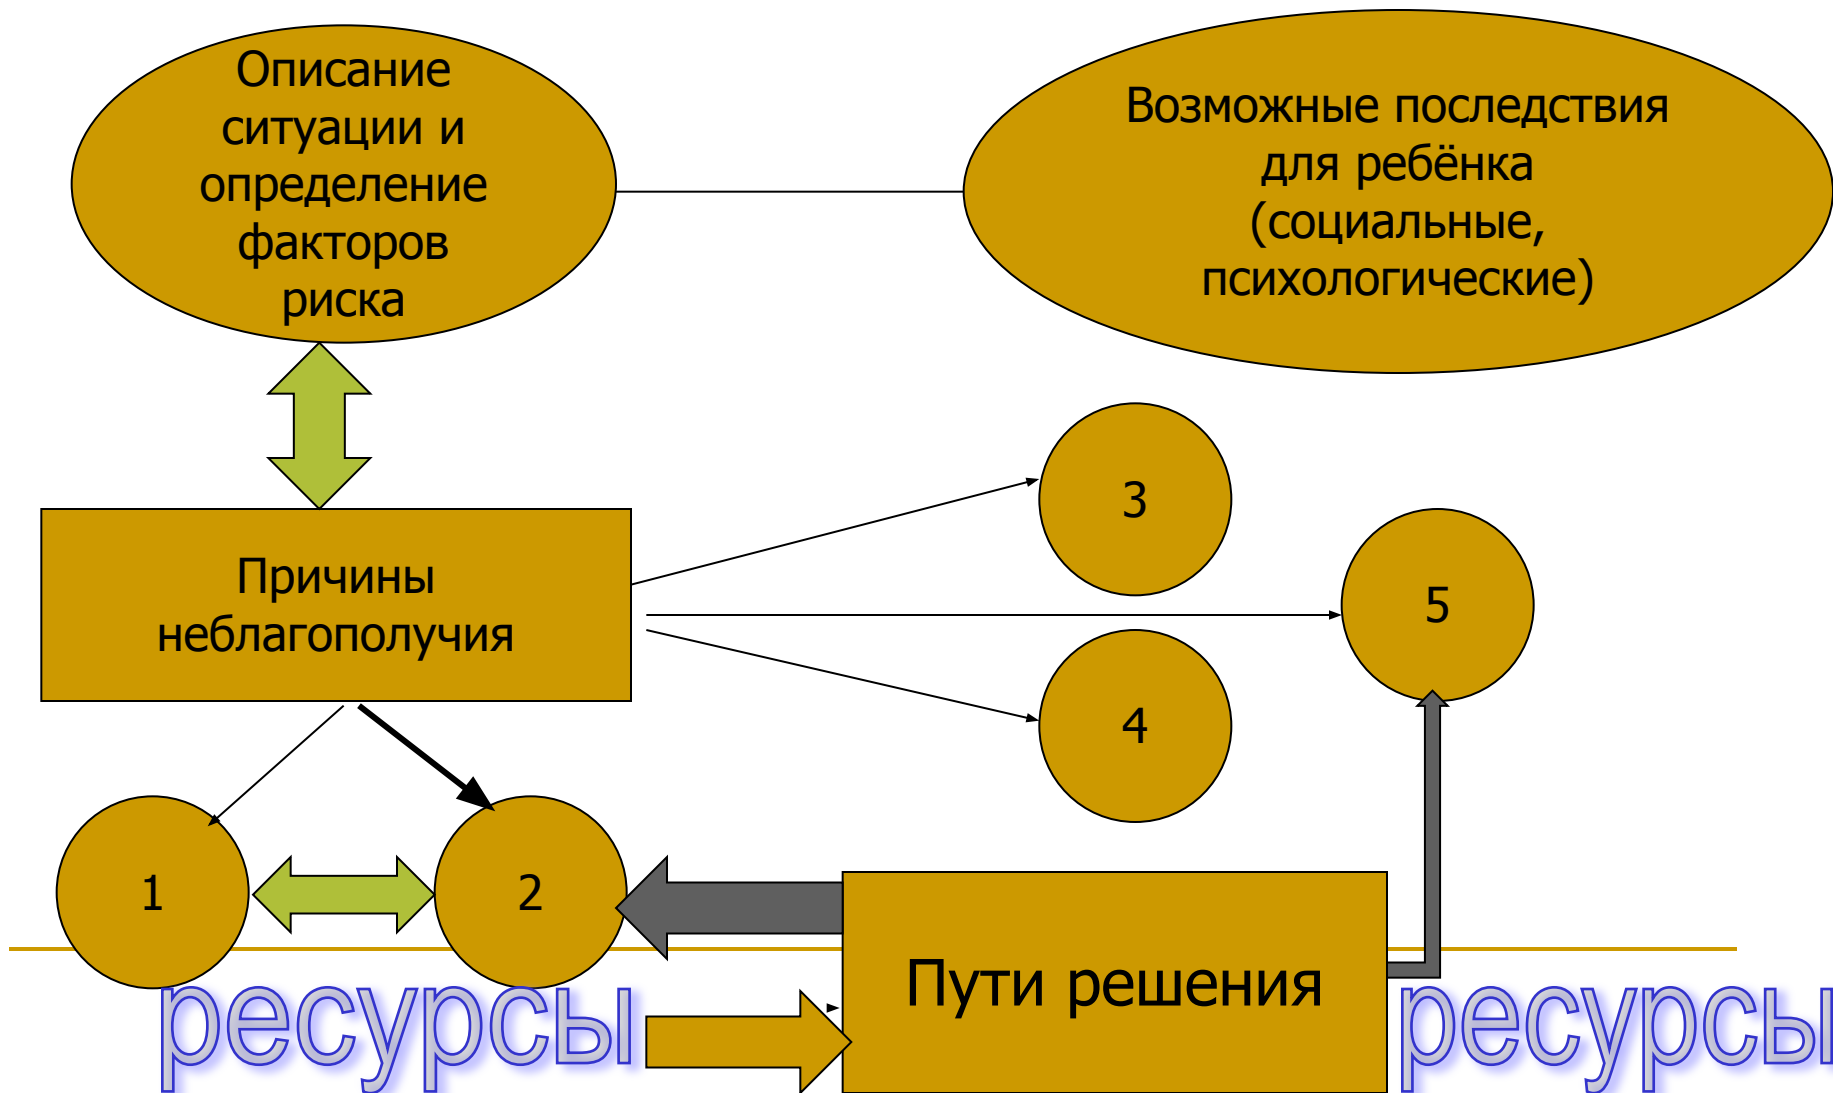 Описание
ситуации и
определение
факторов
риска
Возможные последствия
для ребёнка
(социальные,
психологические)
3
5
Причины
неблагополучия
4
1
2
Пути решения
ресурсы
ресурсы